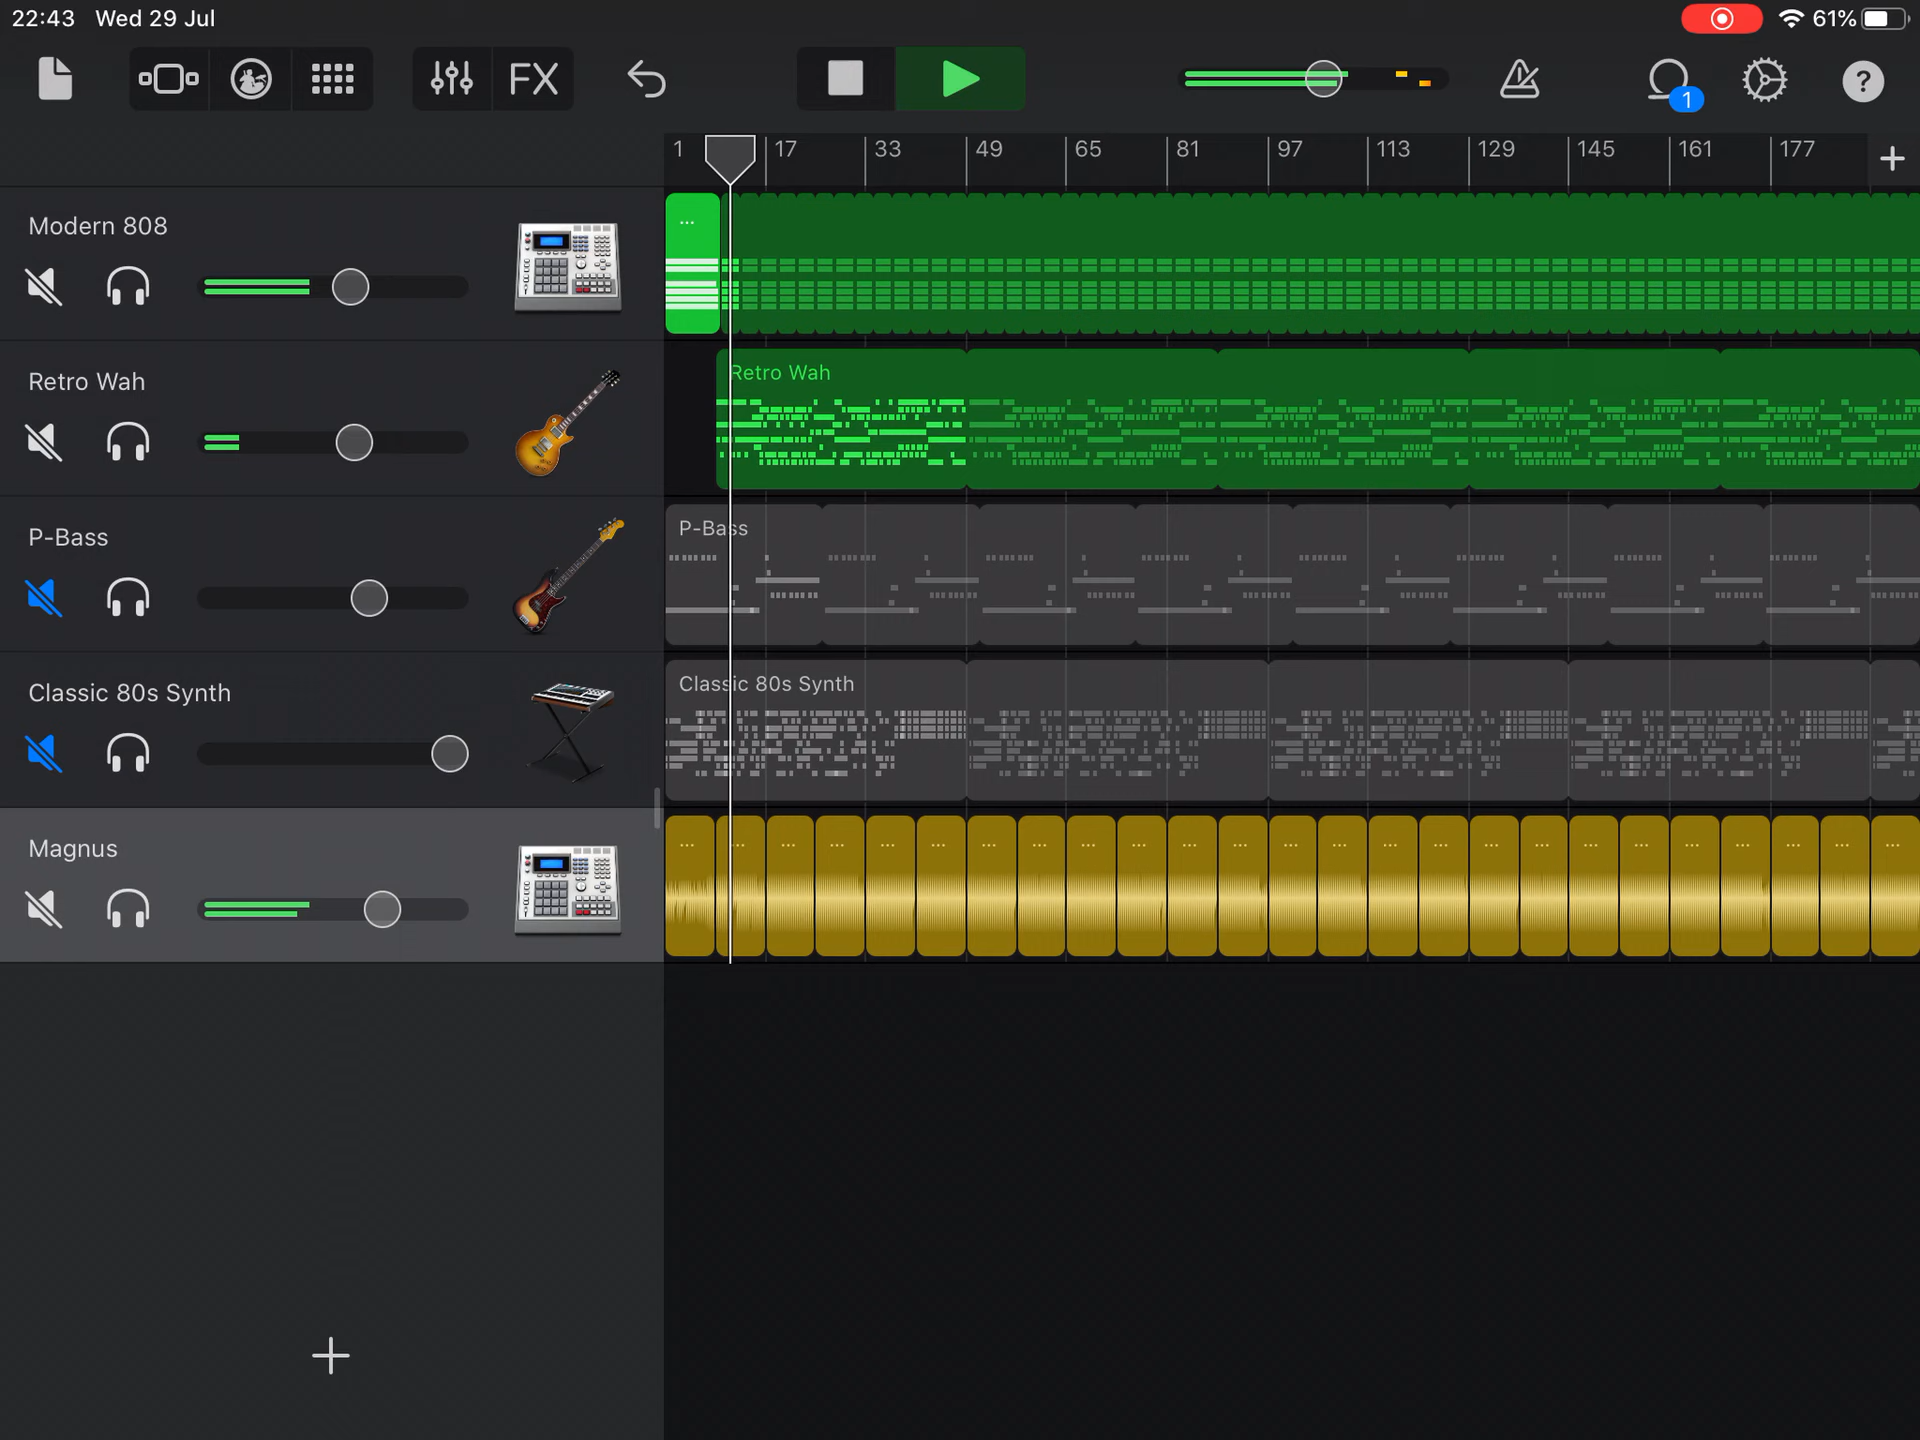 22:43 Wed 29 Jul
61%
FX
1
?
1 17 33 49 65 81 97 113 129 145 161 177
Modern 808
Retro Wah
Retro Wah
P-Bass
P-Bass
Classic 80s Synth
Classic 80s Synth
Magnus